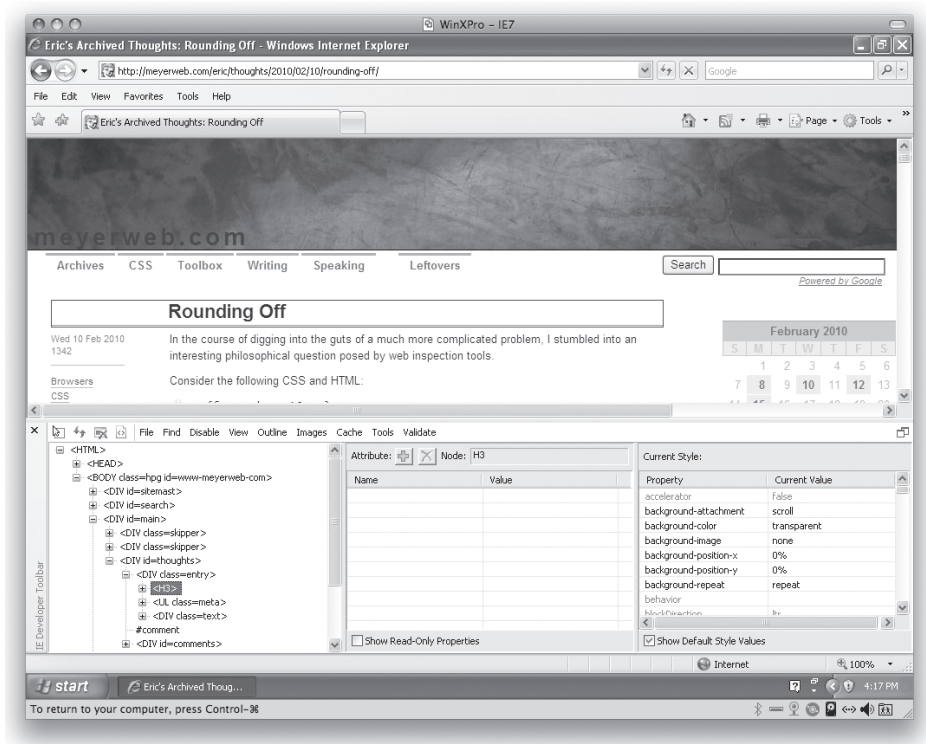 WinXPro – IE7
Eric's Archived Thoughts: Rounding Off - Windows Internet Explorer
http://meyerweb.com/eric/thoughts/2010/02/10/rounding-off/
Google
File Edit View Favorites Tools Help
Eric's Archived Thoughts: Rounding Off
Page Tools
meyerweb.com
Archives CSS Toolbox Writing Speaking Leftovers
Search
Powered by Google
Rounding Off
Wed 10 Feb 2010
1342
In the course of digging into the guts of a much more complicated problem, I stumbled into an
interesting philosophical question posed by web inspection tools.
Browsers
CSS
Consider the following CSS and HTML:
February 2010
S M T W T F S
1 2 3 4 5 6
7 8 9 10 11 12 13
File Find Disable View Outline Images Cache Tools Validate
IE Developer Toolbar
<HTML>
<HEAD>
<BODY class=hpg id=www-meyerweb-com>
<DIV id=sitemast>
<DIV id=search>
<DIV id=main>
<DIV class=skipper>
<DIV class=skipper>
<DIV id=thoughts>
<DIV class=entry>
<H3>
<UL class=meta>
<DIV class=text>
#comment
<DIV id=comments>
Attribute: Node: H3
Name Value
Show Read-Only Properties
Current Style:
Property Current Value
accelerator false
background-attachment scroll
background-color transparent
background-image none
background-position-x 0%
background-position-y 0%
background-repeat repeat
behavior
blockDirection ltr
Show Default Style Values
Internet 100%
start Eric's Archived Thoug... 4:17 PM
To return to your computer, press Control-⌘